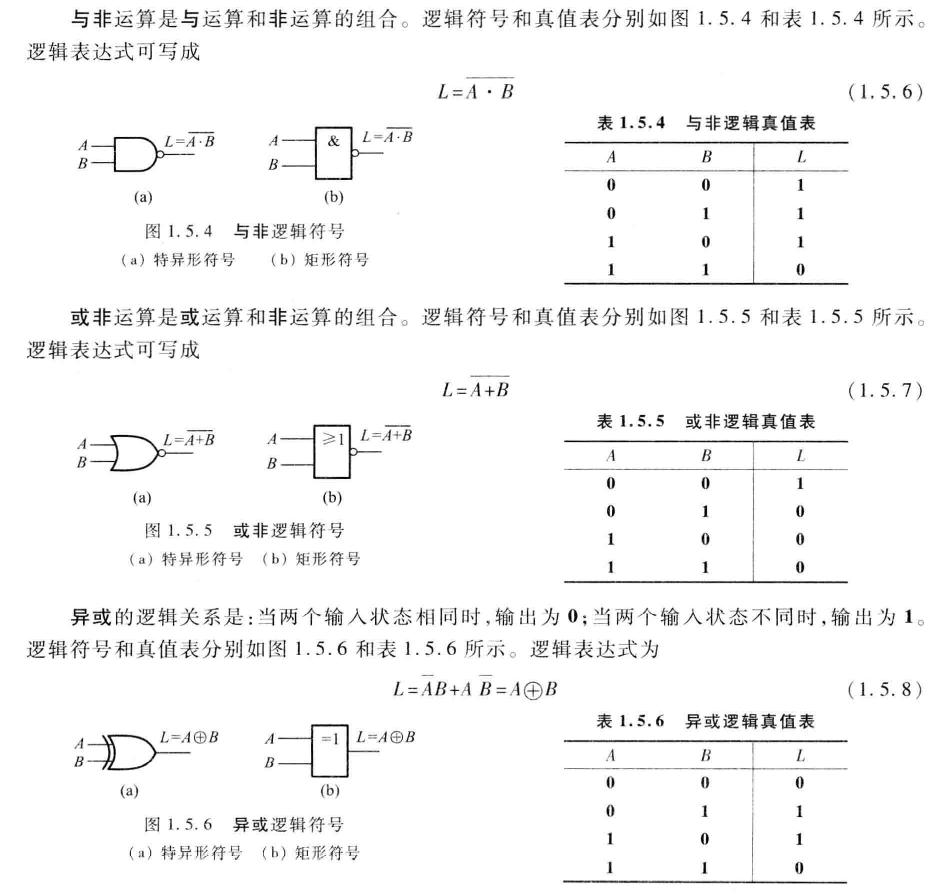 与非运算是与运算和非运算的组合。逻辑符号和真值表分别如图 1.5.4 和表 1.5.4 所示。
逻辑表达式可写成
L=\overline{A·B} (1.5.6)
A
B
L=\overline{A·B}
(a)
A
B
&
L=\overline{A·B}
(b)
图 1.5.4 与非逻辑符号
(a) 特异形符号 (b) 矩形符号
表 1.5.4 与非逻辑真值表
A B L
0 0 1
0 1 1
1 0 1
1 1 0
或非运算是或运算和非运算的组合。逻辑符号和真值表分别如图 1.5.5 和表 1.5.5 所示。
逻辑表达式可写成
L=\overline{A+B} (1.5.7)
A
B
L=\overline{A+B}
(a)
A
B
≥1
L=\overline{A+B}
(b)
图 1.5.5 或非逻辑符号
(a) 特异形符号 (b) 矩形符号
表 1.5.5 或非逻辑真值表
A B L
0 0 1
0 1 0
1 0 0
1 1 0
异或的逻辑关系是:当两个输入状态相同时,输出为 0;当两个输入状态不同时,输出为 1。
逻辑符号和真值表分别如图 1.5.6 和表 1.5.6 所示。逻辑表达式为
L=\overline{A}B+A\overline{B}=A⊕B (1.5.8)
A
B
L=A⊕B
(a)
A
B
=1
L=A⊕B
(b)
图 1.5.6 异或逻辑符号
(a) 特异形符号 (b) 矩形符号
表 1.5.6 异或逻辑真值表
A B L
0 0 0
0 1 1
1 0 1
1 1 0